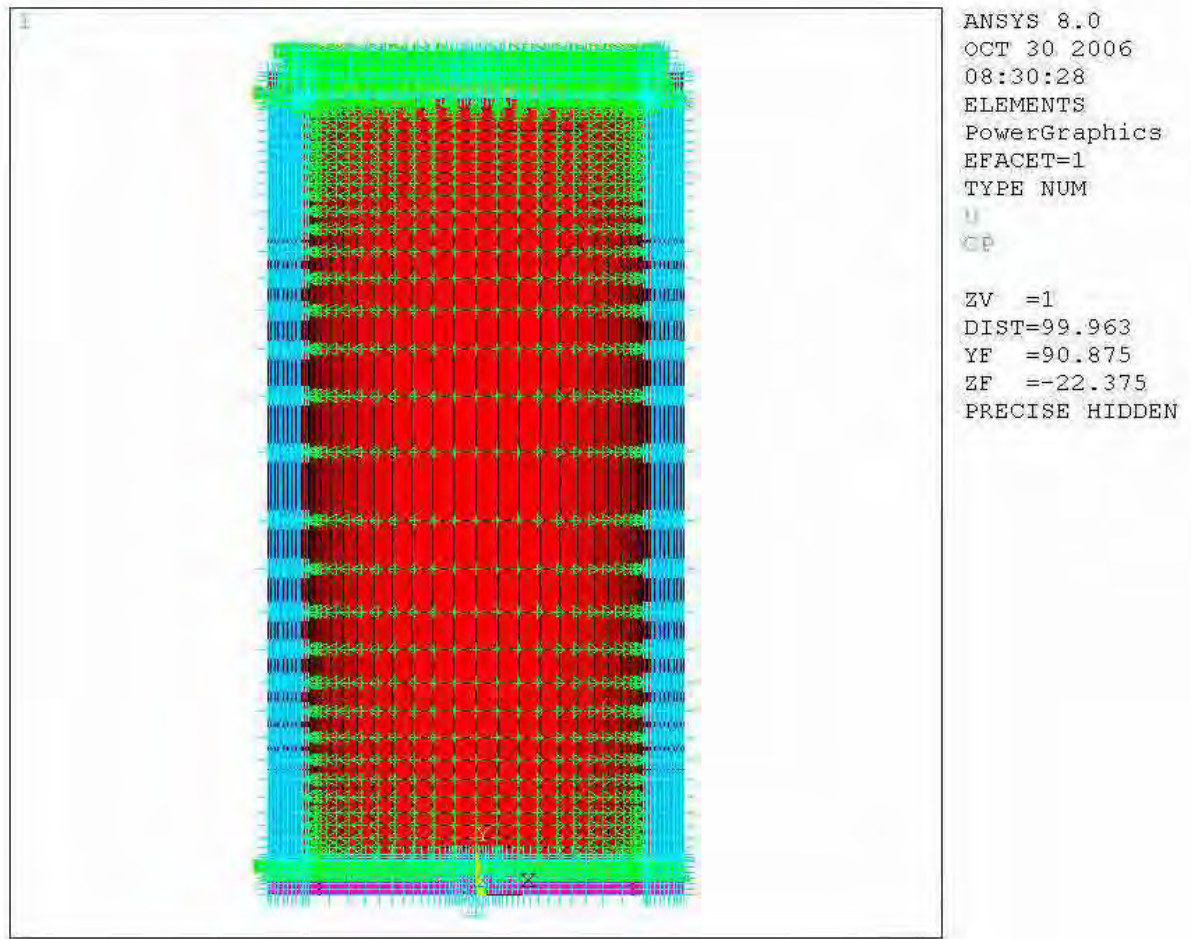 1
ANSYS 8.0
OCT 30 2006
08:30:28
ELEMENTS
PowerGraphics
EFACET=1
TYPE NUM
U
CP
ZV =1
DIST=99.963
YF =90.875
ZF =-22.375
PRECISE HIDDEN
Y
X